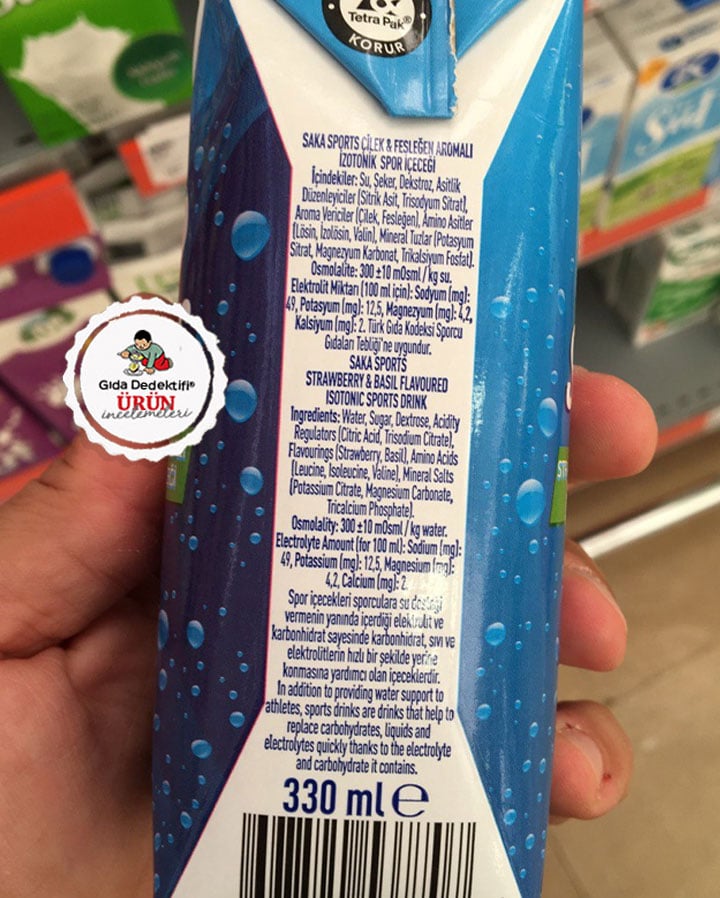 Tetra Pak®
KORUR
SAKA SPORTS ÇİLEK & FESLEĞEN AROMALI
İZOTONİK SPOR İÇECEĞİ
İçindekiler: Su, Şeker, Dekstroz, Asitlik
Düzenleyiciler (Sitrik Asit, Trisodyum Sitrat),
Aroma Vericiler (Çilek, Fesleğen), Amino Asitler
(Lösin, İzolösin, Valin), Mineral Tuzlar (Potasyum
Sitrat, Magnezyum Karbonat, Trikalsiyum Fosfat).
Osmolalite: 300 ±10 mOsml/kg su.
Elektrolit Miktarı (100 ml için): Sodyum (mg):
49, Potasyum (mg): 12,5, Magnezyum (mg): 4,2,
Kalsiyum (mg): 2. Türk Gıda Kodeksi Sporcu
Gıdaları Tebliği'ne uygundur.
SAKA SPORTS
STRAWBERRY & BASIL FLAVOURED
ISOTONIC SPORTS DRINK
Ingredients: Water, Sugar, Dextrose, Acidity
Regulators (Citric Acid, Trisodium Citrate),
Flavourings (Strawberry, Basil), Amino Acids
(Leucine, Isoleucine, Valine), Mineral Salts
(Potassium Citrate, Magnesium Carbonate,
Tricalcium Phosphate).
Osmolality: 300 ±10 mOsml/kg water.
Electrolyte Amount (for 100 ml): Sodium (mg):
49, Potassium (mg): 12,5, Magnesium (mg):
4,2, Calcium (mg): 2.
Spor içecekleri sporculara su desteği
vermenin yanında içerdiği elektrolit ve
karbonhidrat sayesinde karbonhidrat, sıvı ve
elektrolitlerin hızlı bir şekilde yerine
konmasına yardımcı olan içeceklerdir.
In addition to providing water support to
athletes, sports drinks are drinks that help to
replace carbohydrates, liquids and
electrolytes quickly thanks to the electrolyte
and carbohydrate it contains.
330 ml e
Gıda Dedektifi®
ÜRÜN
incelemeleri
Süt